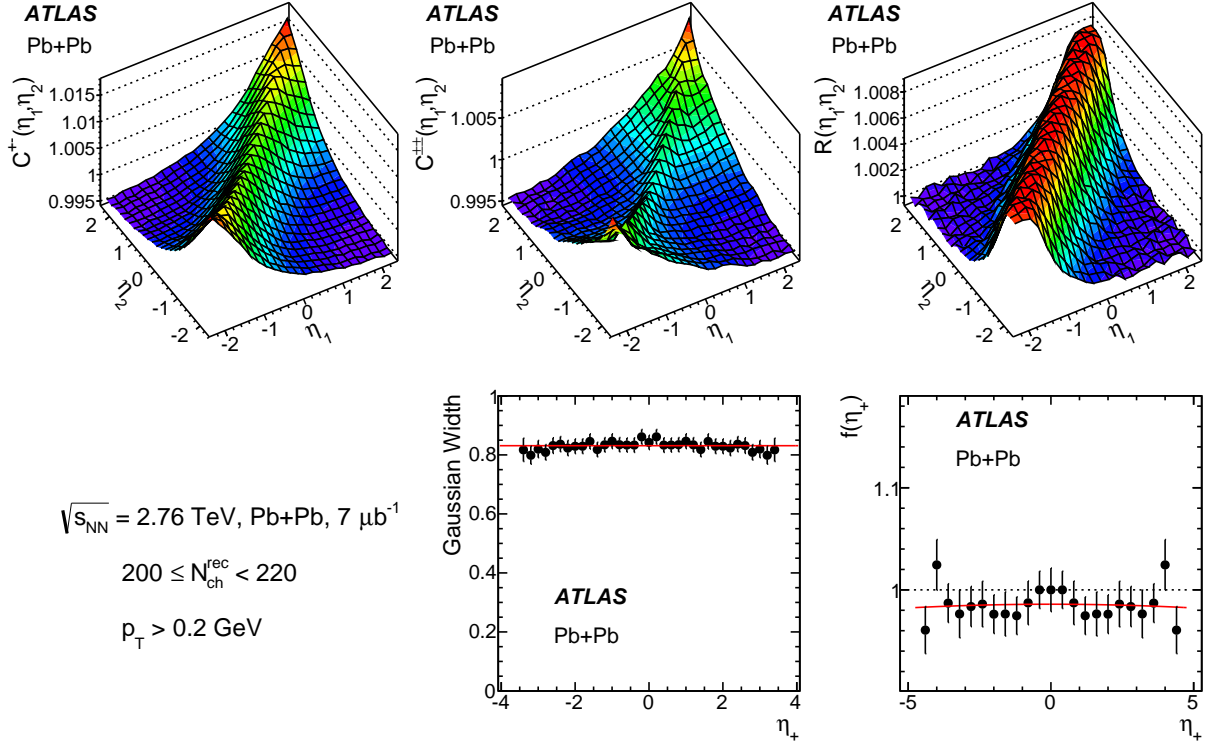 ATLAS
Pb+Pb
C⁺⁻(η₁,η₂)
1.015
1.01
1.005
1
0.995
2
1
0
-1
-2
η₂
-2
-1
0
1
2
η₁
ATLAS
Pb+Pb
C^±±(η₁,η₂)
1.005
1
0.995
2
1
0
-1
-2
η₂
-2
-1
0
1
2
η₁
ATLAS
Pb+Pb
R(η₁,η₂)
1.008
1.006
1.004
1.002
1
2
1
0
-1
-2
η₂
-2
-1
0
1
2
η₁
√s_NN = 2.76 TeV, Pb+Pb, 7 μb⁻¹
200 ≤ N_ch^rec < 220
p_T > 0.2 GeV
Gaussian Width
1
0.8
0.6
0.4
0.2
0
ATLAS
Pb+Pb
-4
-2
0
2
4
η₊
f(η₊)
ATLAS
Pb+Pb
1.1
1
-5
0
5
η₊